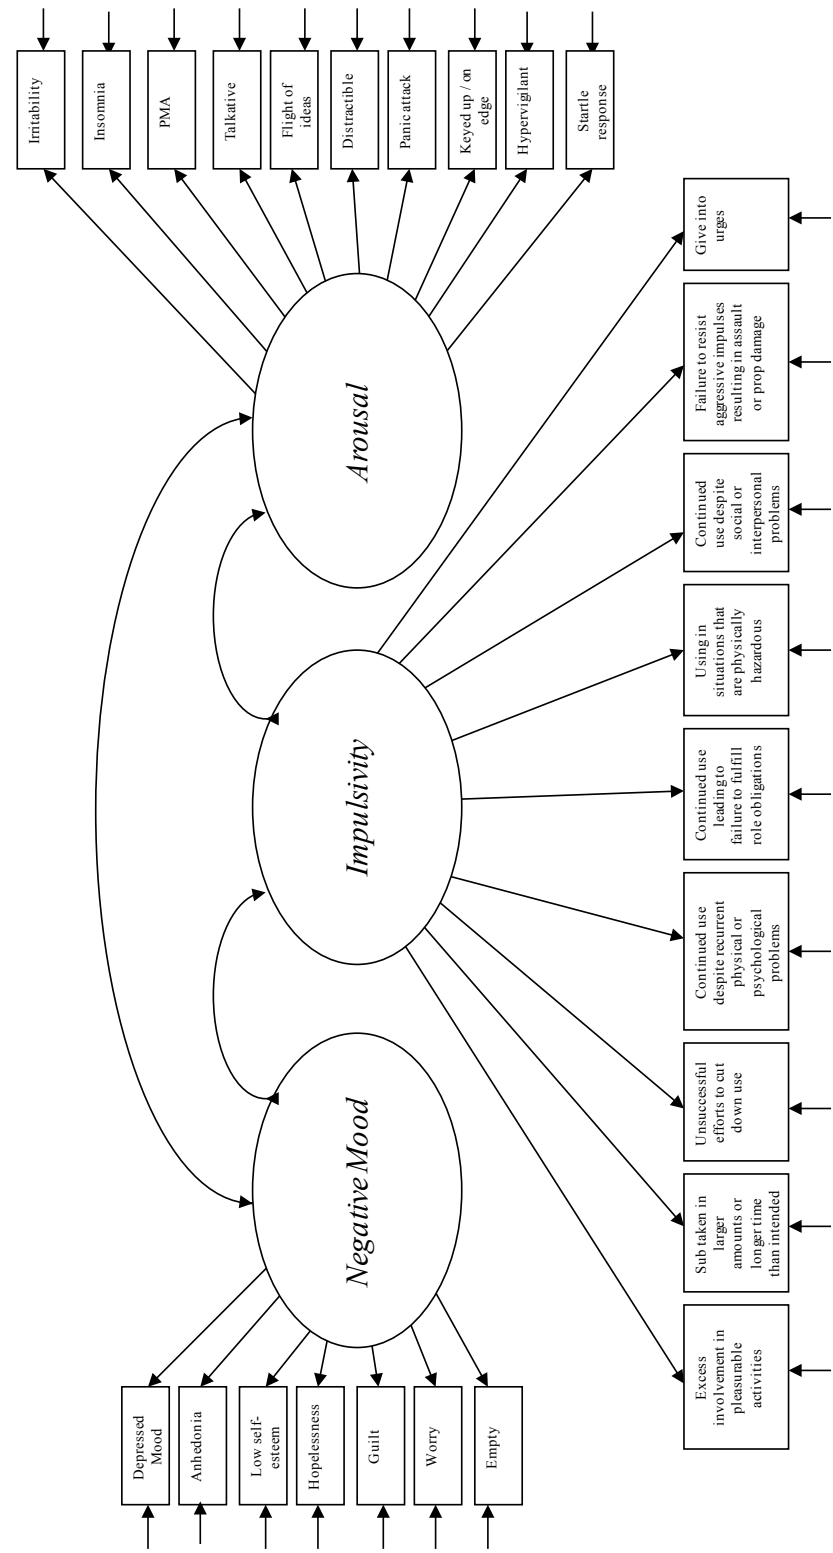 Irritability
Insomnia
PMA
Talkative
Flight of
ideas
Distractible
Panic attack
Keyed up / on
edge
Hypervigilant
Startle
response
Arousal
Impulsivity
Negative Mood
Give into
urges
Failure to resist
aggressive impulses
resulting in assault
or prop damage
Continued
use despite
social or
interpersonal
problems
Using in
situations that
are physically
hazardous
Continued use
leading to
failure to fulfill
role obligations
Continued use
despite recurrent
physical or
psychological
problems
Unsuccessful
efforts to cut
down use
Sub taken in
larger
amounts or
longer time
than intended
Excess
involvement in
pleasurable
activities
Depressed
Mood
Anhedonia
Low self-
esteem
Hopelessness
Guilt
Worry
Empty